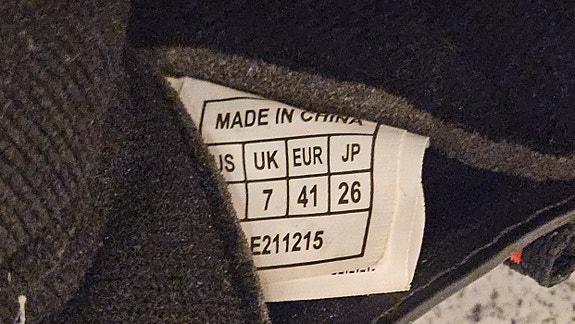 MADE IN CHINA
US UK EUR JP
7 41 26
E211215